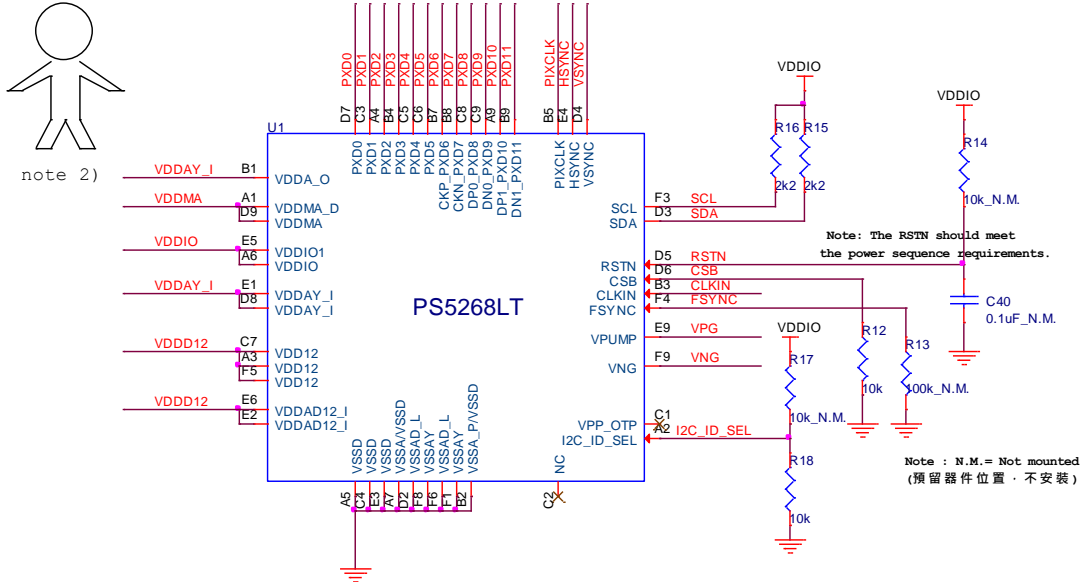 note 2)
PXD0
PXD1
PXD2
PXD3
PXD4
PXD5
PXD6
PXD7
PXD8
PXD9
PXD10
PXD11
PIXCLK
HSYNC
VSYNC
D7
C3
A4
B4
C5
C6
B7
B8
C8
C9
A9
B9
B5
E4
D4
U1
PXD0
PXD1
PXD2
PXD3
PXD4
PXD5
CKP_PXD6
CKN_PXD7
DP0_PXD8
DN0_PXD9
DP1_PXD10
DN1_PXD11
PIXCLK
HSYNC
VSYNC
VDDAY_I B1 VDDA_O
VDDMA A1 VDDMA_D
D9 VDDMA
VDDIO E5 VDDIO1
A6 VDDIO
VDDAY_I E1 VDDAY_I
D8 VDDAY_I
VDDD12 C7 VDD12
A3 VDD12
F5 VDD12
VDDD12 E6 VDDAD12_I
E2 VDDAD12_I
PS5268LT
SCL F3 SCL
SDA D3 SDA
RSTN D5 RSTN
CSB D6 CSB
CLKIN B3 CLKIN
FSYNC F4 FSYNC
VPUMP E9 VPG
VNG F9 VNG
VPP_OTP C1
I2C_ID_SEL A2 I2C_ID_SEL
VSSD
VSSD
VSSD
VSSA/VSSD
VSSAD_L
VSSAY
VSSAD_L
VSSAY
VSSA_P/VSSD
NC
A5
C4
E3
A7
D2
F8
F6
F1
B2
C2
VDDIO
R16 R15
2k2 2k2
VDDIO
R14
10k_N.M.
Note: The RSTN should meet
the power sequence requirements.
C40
0.1uF_N.M.
VDDIO
R17
10k_N.M.
R12
10k
R13
100k_N.M.
R18
10k
Note : N.M.= Not mounted
(預留器件位置，不安裝)